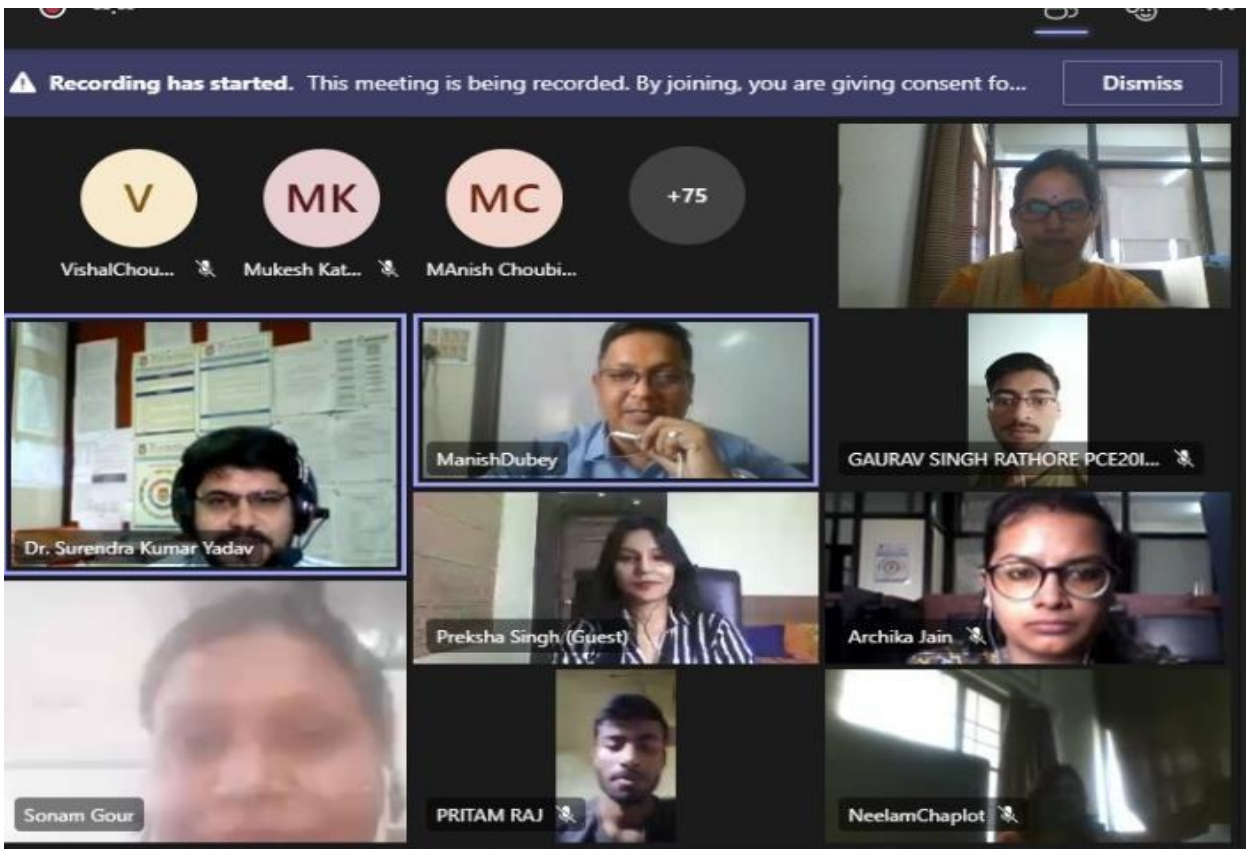 Recording has started. This meeting is being recorded. By joining, you are giving consent fo... Dismiss
V MK MC +75
VishalChou... Mukesh Kat... MAnish Choubi...
ManishDubey
GAURAV SINGH RATHORE PCE20I...
Dr. Surendra Kumar Yadav
Preksha Singh (Guest)
Archika Jain
Sonam Gour
PRITAM RAJ
NeelamChaplot